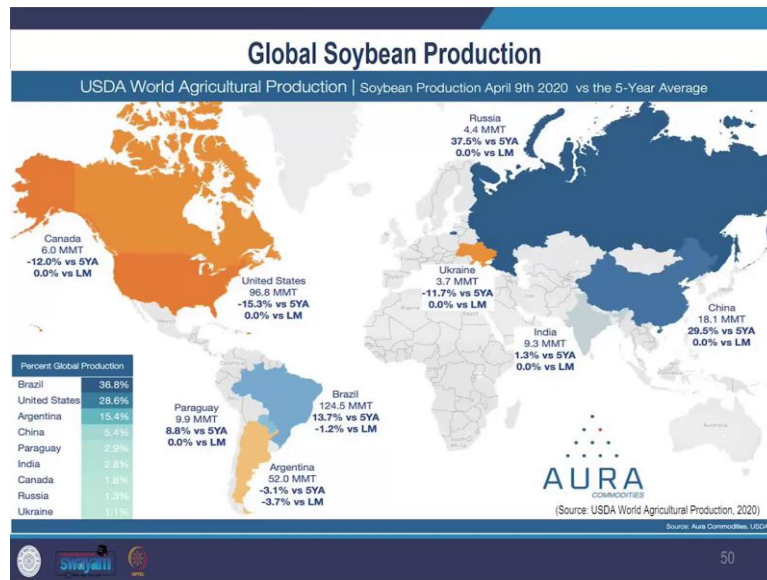 Global Soybean Production
USDA World Agricultural Production | Soybean Production April 9th 2020 vs the 5-Year Average
Russia
4.4 MMT
37.5% vs 5YA
0.0% vs LM
Canada
6.0 MMT
-12.0% vs 5YA
0.0% vs LM
United States
96.8 MMT
-15.3% vs 5YA
0.0% vs LM
Ukraine
3.7 MMT
-11.7% vs 5YA
0.0% vs LM
China
18.1 MMT
29.5% vs 5YA
0.0% vs LM
India
9.3 MMT
1.3% vs 5YA
0.0% vs LM
Percent Global Production
Brazil 36.8%
United States 28.6%
Argentina 15.4%
China 5.4%
Paraguay 2.9%
India 2.8%
Canada 1.8%
Russia 1.3%
Ukraine 1.1%
Paraguay
9.9 MMT
8.8% vs 5YA
0.0% vs LM
Brazil
124.5 MMT
13.7% vs 5YA
-1.2% vs LM
Argentina
52.0 MMT
-3.1% vs 5YA
-3.7% vs LM
AURA
COMMODITIES
(Source: USDA World Agricultural Production, 2020)
Source: Aura Commodities, USDA
swayam
NPTEL
50